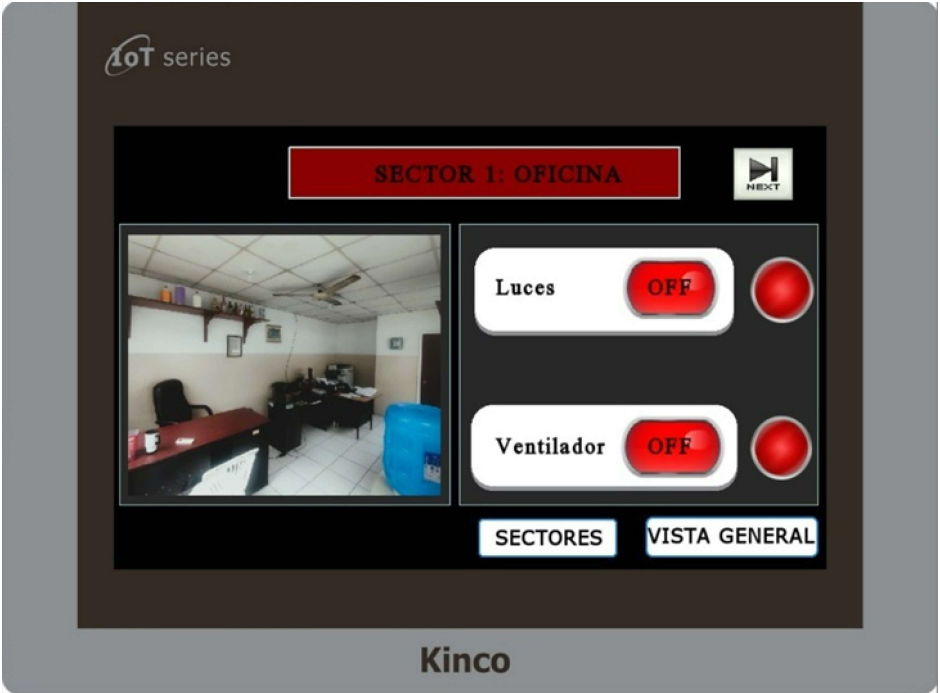 IoT series
SECTOR 1: OFICINA
NEXT
Luces OFF
Ventilador OFF
SECTORES
VISTA GENERAL
Kinco